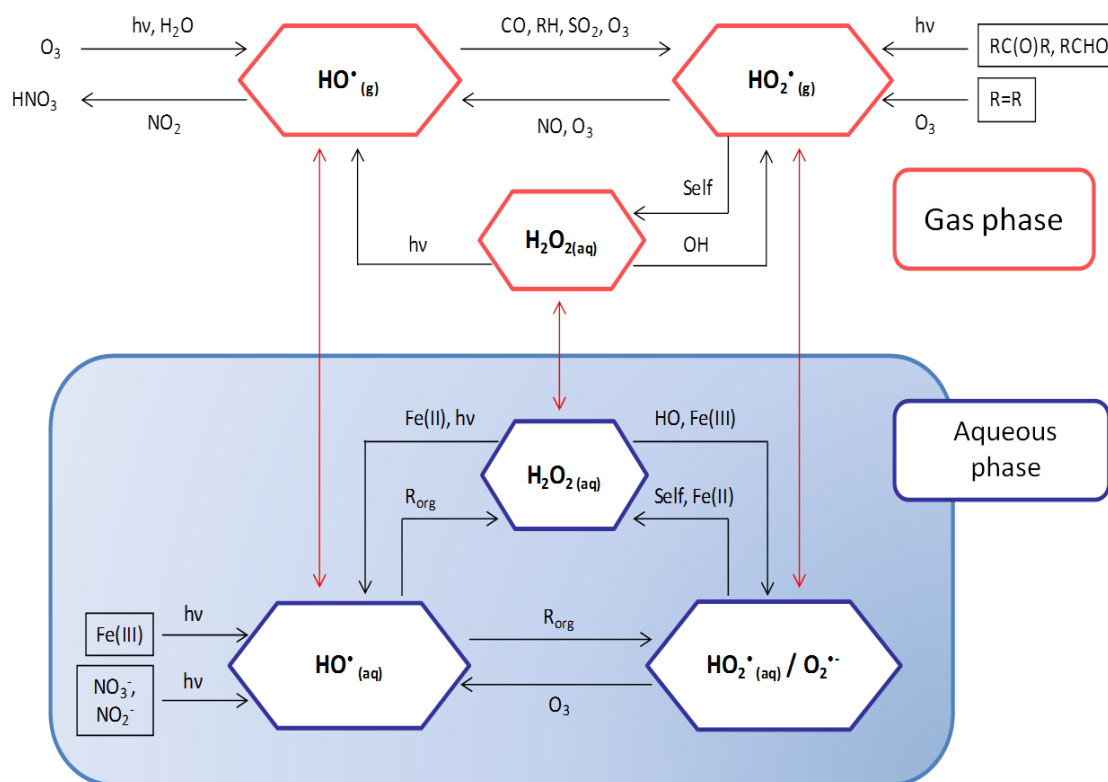 hν, H₂O
CO, RH, SO₂, O₃
hν
O₃
RC(O)R, RCHO
HO•(g)
HO₂•(g)
HNO₃
R=R
NO₂
NO, O₃
O₃
Self
Gas phase
H₂O₂(aq)
hν
OH
Fe(II), hν
HO, Fe(III)
Aqueous
phase
H₂O₂ (aq)
R₀ᵣ₉
Self, Fe(II)
hν
Fe(III)
R₀ᵣ₉
HO•(aq)
HO₂•(aq) / O₂•-
NO₃⁻,
NO₂⁻
hν
O₃